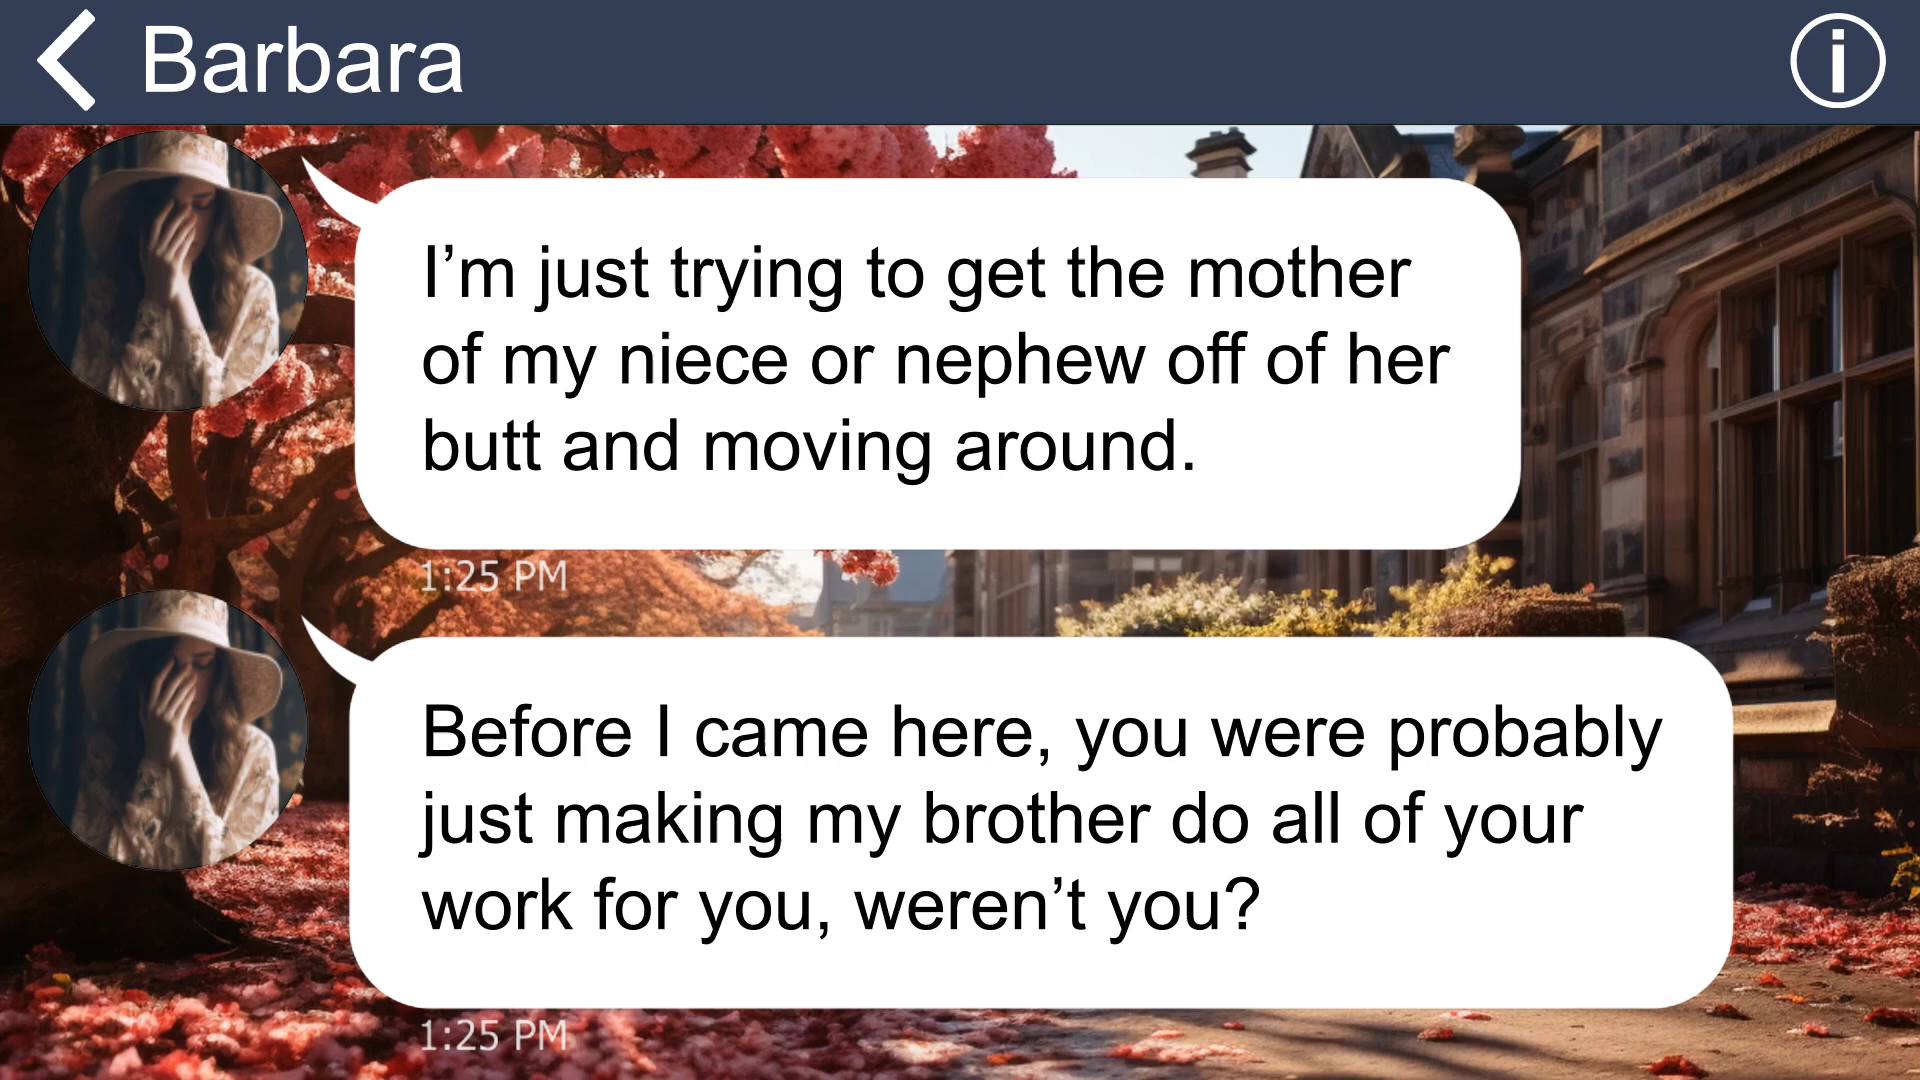 Barbara
I’m just trying to get the mother
of my niece or nephew off of her
butt and moving around.
1:25 PM
Before I came here, you were probably
just making my brother do all of your
work for you, weren’t you?
1:25 PM